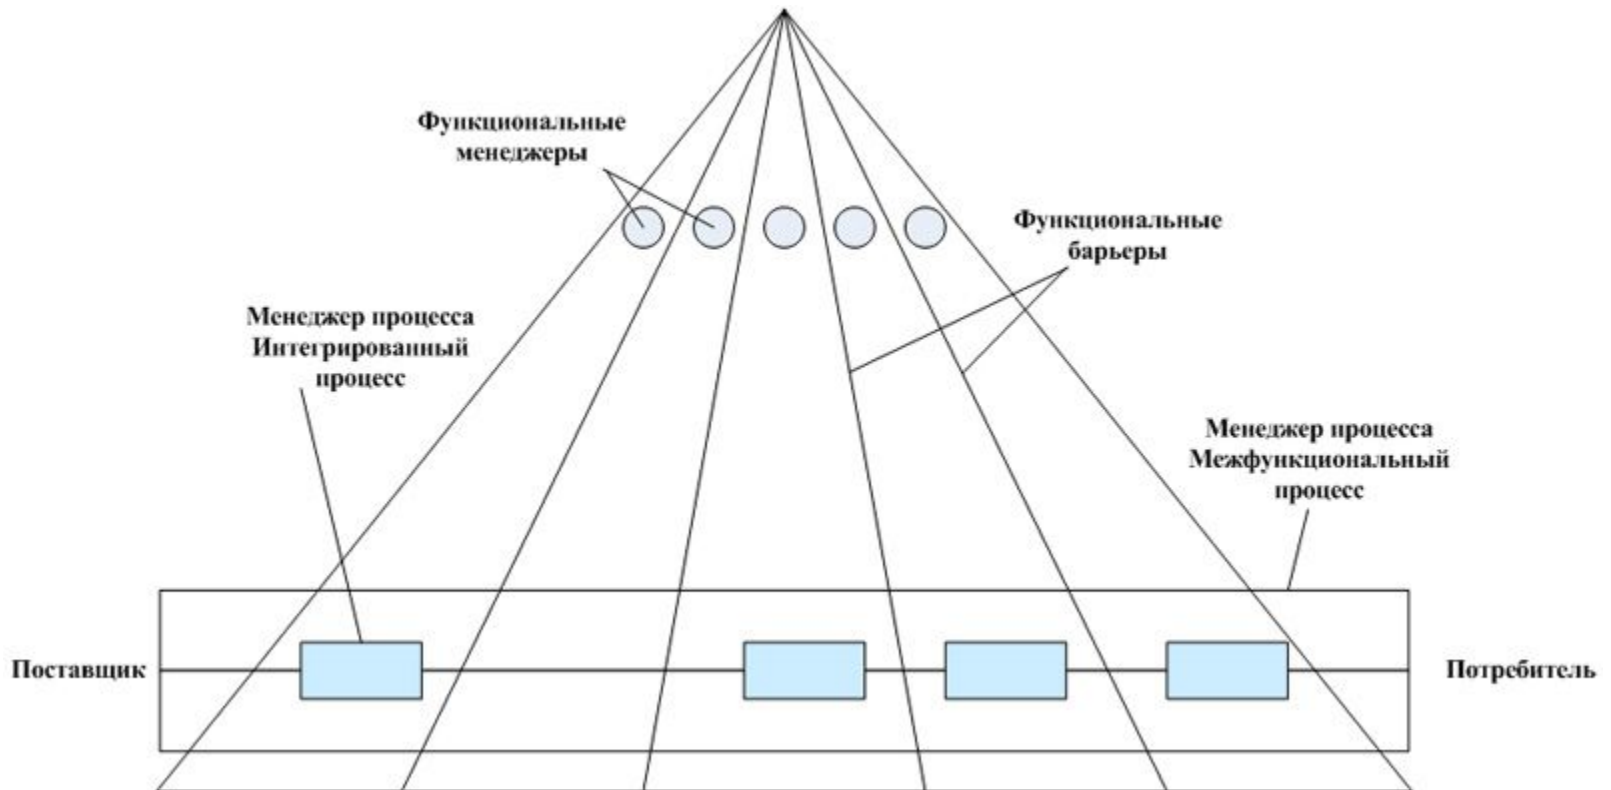 Функциональные
менеджеры
Функциональные
барьеры
Менеджер процесса
Интегрированный
процесс
Менеджер процесса
Межфункциональный
процесс
Поставщик
Потребитель